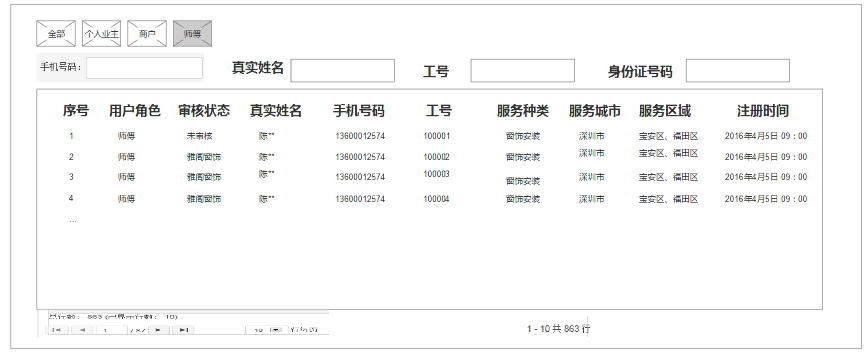 全部 个人业主 商户 师傅
手机号码： 真实姓名 工号 身份证号码
序号 用户角色 审核状态 真实姓名 手机号码 工号 服务种类 服务城市 服务区域 注册时间
1 师傅 未审核 陈** 13600012574 100001 窗饰安装 深圳市 宝安区、福田区 2016年4月5日 09：00
2 师傅 雅阁窗饰 陈** 13600012574 100002 窗饰安装 深圳市 宝安区、福田区 2016年4月5日 09：00
3 师傅 雅阁窗饰 陈** 13600012574 100003 窗饰安装 深圳市 宝安区、福田区 2016年4月5日 09：00
4 师傅 雅阁窗饰 陈** 13600012574 100004 窗饰安装 深圳市 宝安区、福田区 2016年4月5日 09：00
...
总行数： 863 (已显示行数： 10)
1 / 87 10
1 - 10 共 863 行